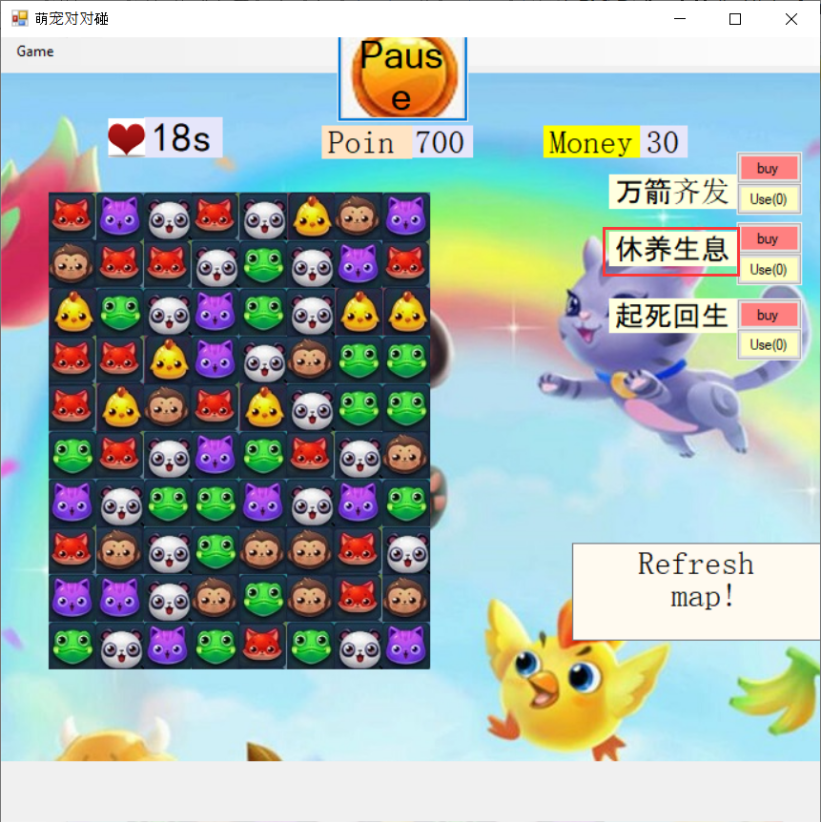 萌宠对对碰
Game
Paus
e
18s
Poin 700
Money 30
万箭齐发
buy
Use(0)
休养生息
buy
Use(0)
起死回生
buy
Use(0)
Refresh
map!